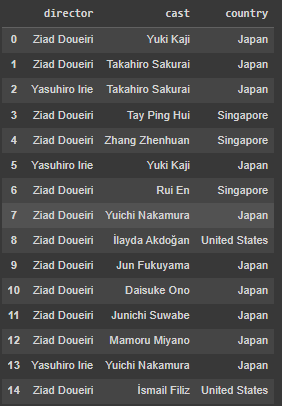 director cast country
0 Ziad Doueiri Yuki Kaji Japan
1 Ziad Doueiri Takahiro Sakurai Japan
2 Yasuhiro Irie Takahiro Sakurai Japan
3 Ziad Doueiri Tay Ping Hui Singapore
4 Ziad Doueiri Zhang Zhenhuan Singapore
5 Yasuhiro Irie Yuki Kaji Japan
6 Ziad Doueiri Rui En Singapore
7 Ziad Doueiri Yuichi Nakamura Japan
8 Ziad Doueiri İlayda Akdoğan United States
9 Ziad Doueiri Jun Fukuyama Japan
10 Ziad Doueiri Daisuke Ono Japan
11 Ziad Doueiri Junichi Suwabe Japan
12 Ziad Doueiri Mamoru Miyano Japan
13 Yasuhiro Irie Yuichi Nakamura Japan
14 Ziad Doueiri İsmail Filiz United States